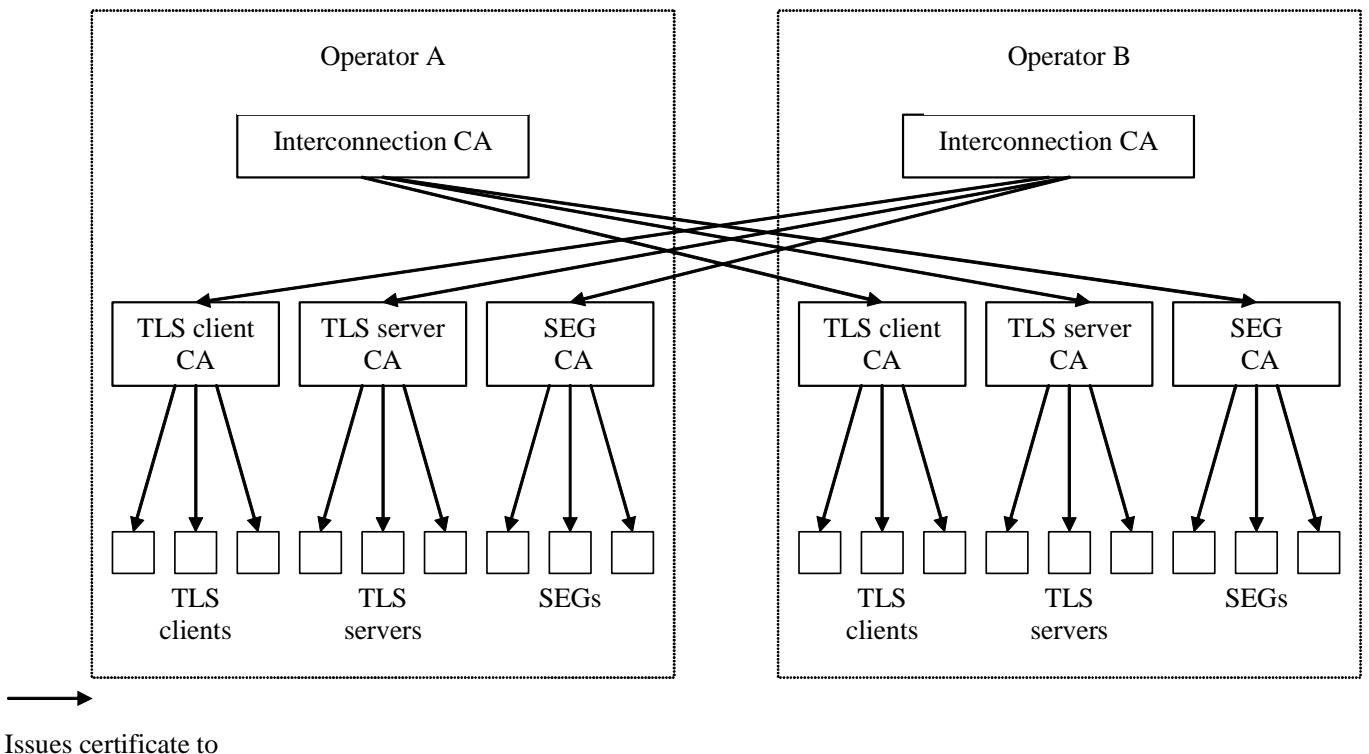 Operator A
Operator B
Interconnection CA
Interconnection CA
TLS client
CA
TLS server
CA
SEG
CA
TLS client
CA
TLS server
CA
SEG
CA
TLS
clients
TLS
servers
SEGs
TLS
clients
TLS
servers
SEGs
Issues certificate to